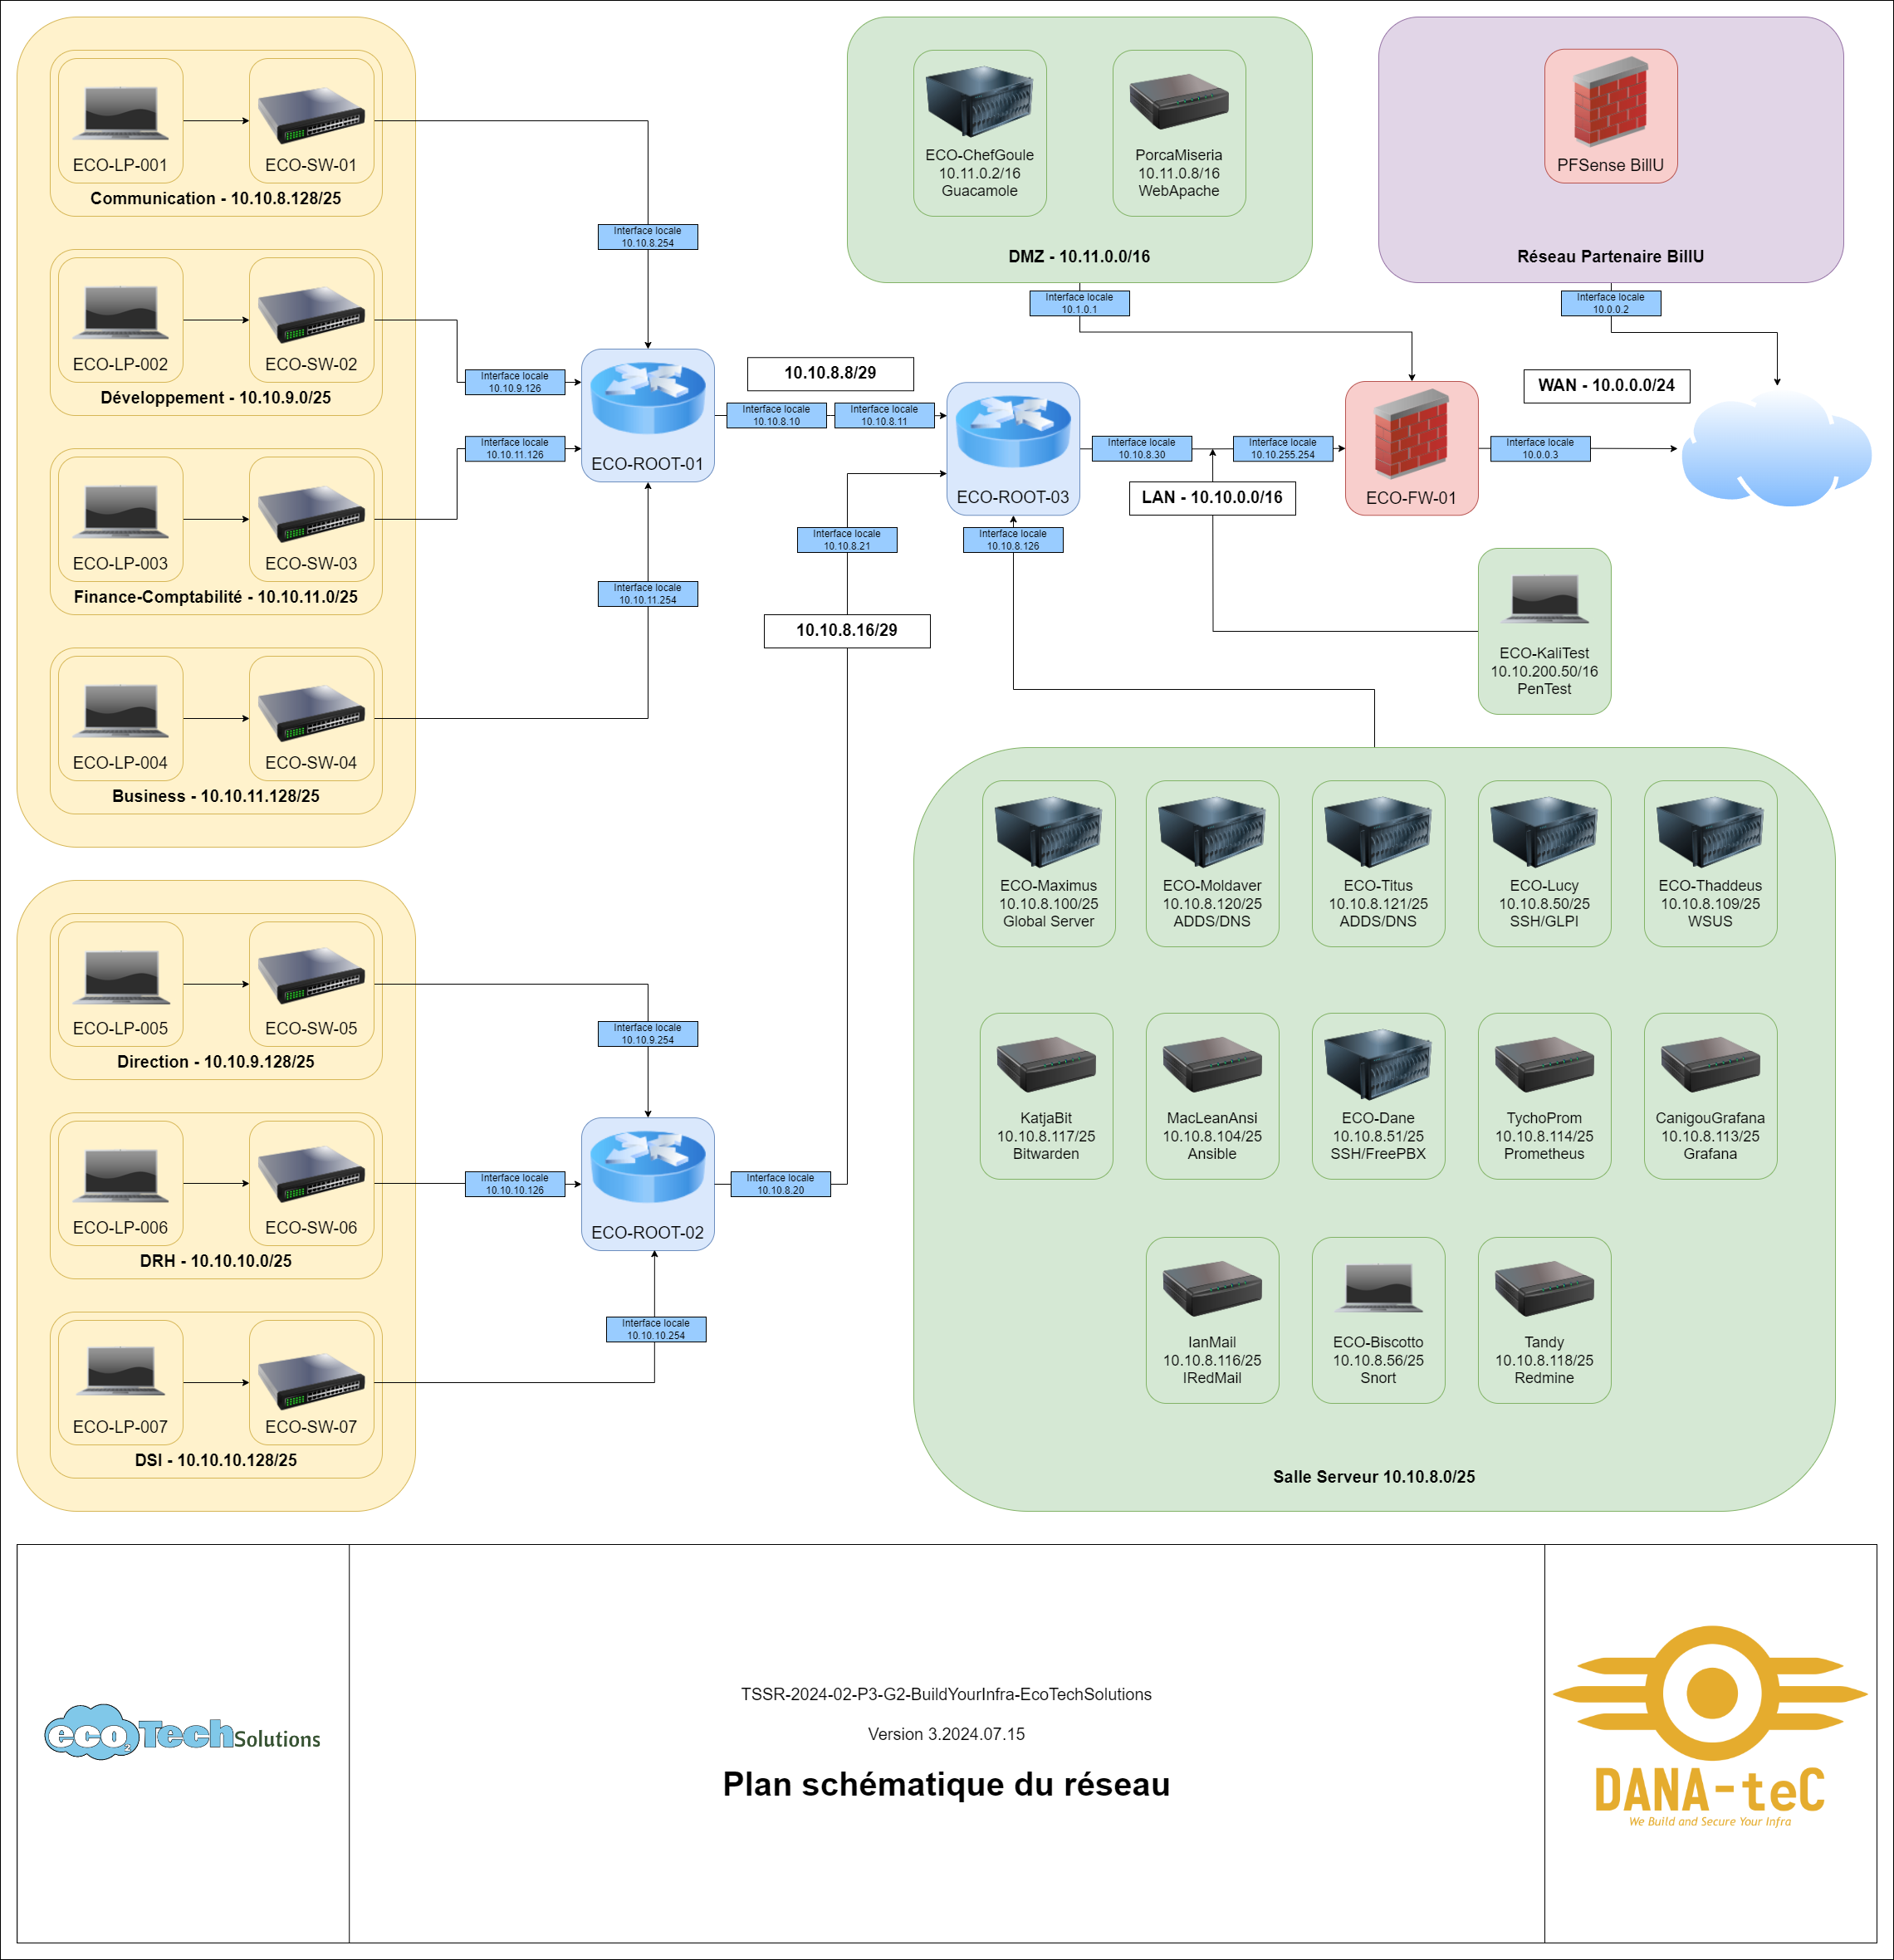 ECO-LP-001
ECO-SW-01
Communication - 10.10.8.128/25
ECO-LP-002
ECO-SW-02
Développement - 10.10.9.0/25
ECO-LP-003
ECO-SW-03
Finance-Comptabilité - 10.10.11.0/25
ECO-LP-004
ECO-SW-04
Business - 10.10.11.128/25
Interface locale
10.10.8.254
Interface locale
10.10.9.126
Interface locale
10.10.11.126
Interface locale
10.10.11.254
ECO-ROOT-01
10.10.8.8/29
Interface locale
10.10.8.10
Interface locale
10.10.8.11
ECO-ChefGoule
10.11.0.2/16
Guacamole
PorcaMiseria
10.11.0.8/16
WebApache
DMZ - 10.11.0.0/16
Interface locale
10.1.0.1
PFSense BillU
Réseau Partenaire BillU
Interface locale
10.0.0.2
WAN - 10.0.0.0/24
ECO-ROOT-03
Interface locale
10.10.8.30
Interface locale
10.10.255.254
LAN - 10.10.0.0/16
ECO-FW-01
Interface locale
10.0.0.3
Interface locale
10.10.8.21
Interface locale
10.10.8.126
10.10.8.16/29
ECO-KaliTest
10.10.200.50/16
PenTest
ECO-LP-005
ECO-SW-05
Direction - 10.10.9.128/25
ECO-LP-006
ECO-SW-06
DRH - 10.10.10.0/25
ECO-LP-007
ECO-SW-07
DSI - 10.10.10.128/25
Interface locale
10.10.9.254
Interface locale
10.10.10.126
ECO-ROOT-02
Interface locale
10.10.8.20
Interface locale
10.10.10.254
ECO-Maximus
10.10.8.100/25
Global Server
ECO-Moldaver
10.10.8.120/25
ADDS/DNS
ECO-Titus
10.10.8.121/25
ADDS/DNS
ECO-Lucy
10.10.8.50/25
SSH/GLPI
ECO-Thaddeus
10.10.8.109/25
WSUS
KatjaBit
10.10.8.117/25
Bitwarden
MacLeanAnsi
10.10.8.104/25
Ansible
ECO-Dane
10.10.8.51/25
SSH/FreePBX
TychoProm
10.10.8.114/25
Prometheus
CanigouGrafana
10.10.8.113/25
Grafana
IanMail
10.10.8.116/25
IRedMail
ECO-Biscotto
10.10.8.56/25
Snort
Tandy
10.10.8.118/25
Redmine
Salle Serveur 10.10.8.0/25
eco2TechSolutions
TSSR-2024-02-P3-G2-BuildYourInfra-EcoTechSolutions
Version 3.2024.07.15
Plan schématique du réseau
DANA-teC
We Build and Secure Your Infra